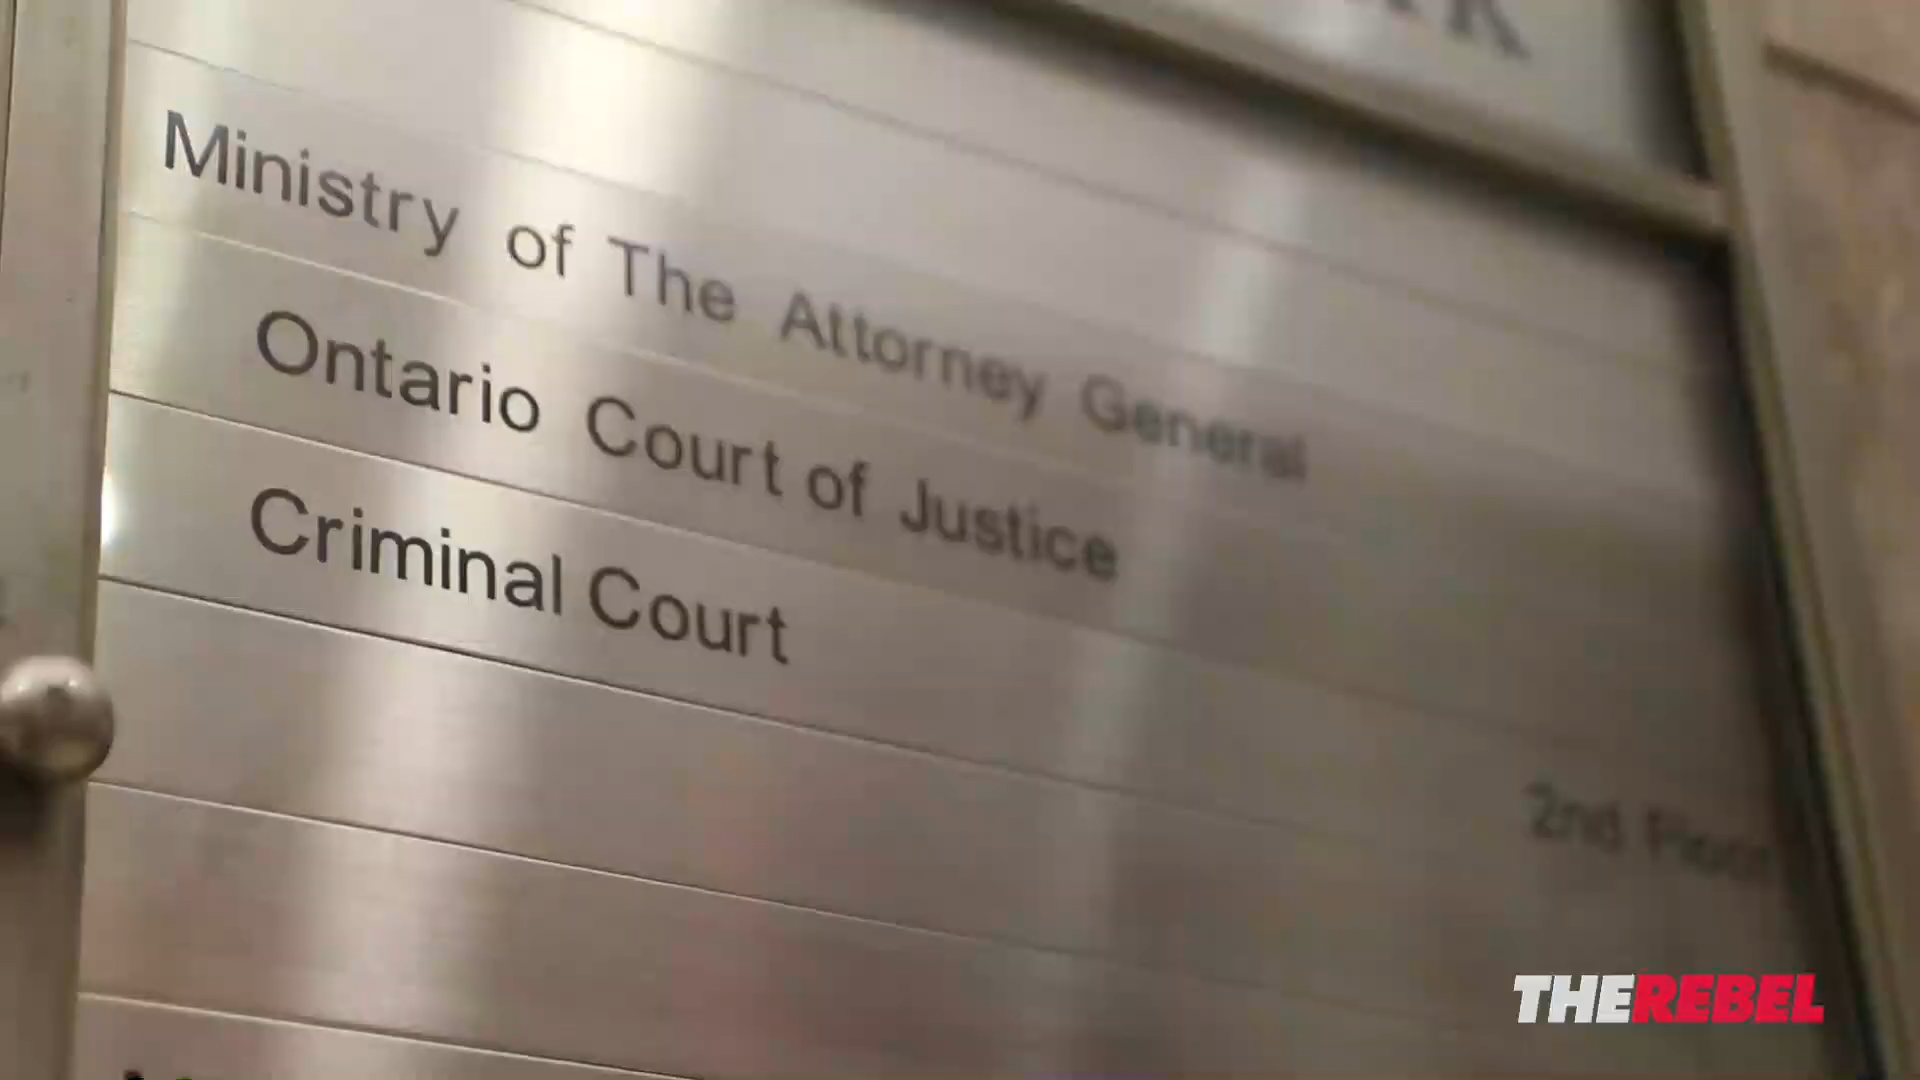 Ministry of The Attorney General
Ontario Court of Justice
Criminal Court
2nd Floor
THEREBEL